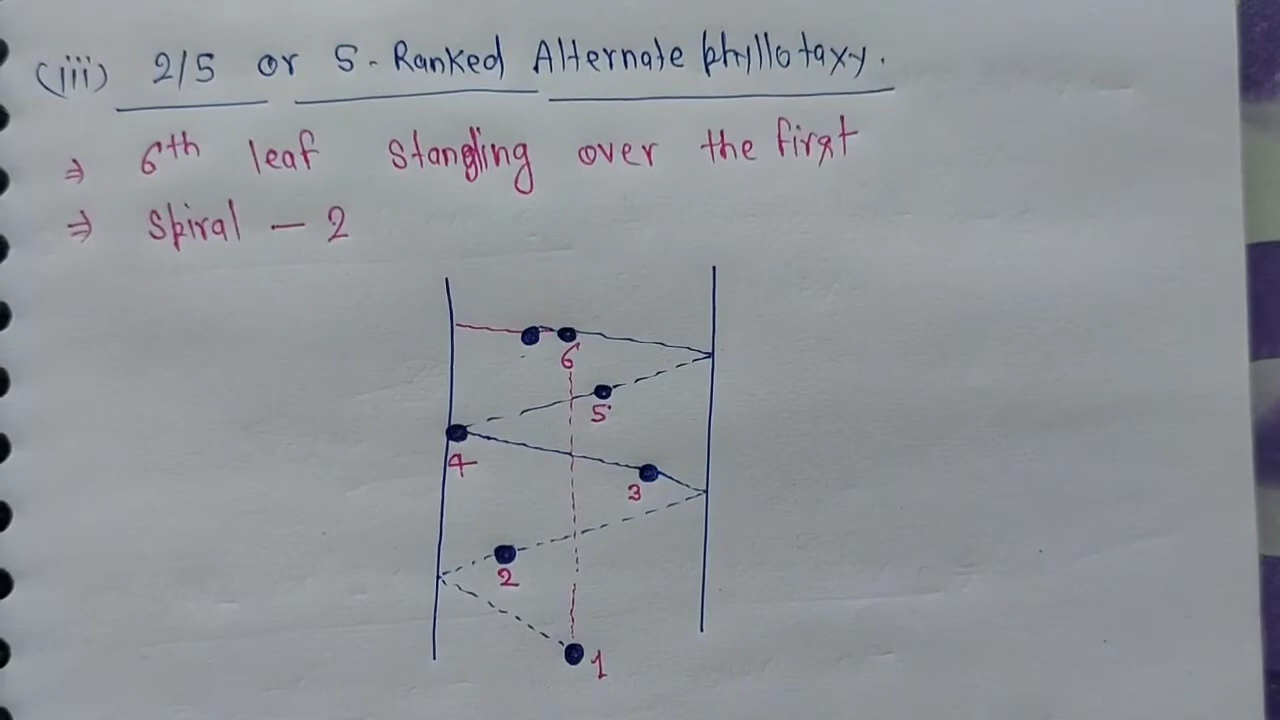 (iii) 2/5 or 5-Ranked Alternate phyllotaxy.
⇒ 6th leaf stangling over the first
⇒ Spiral - 2
6
5
4
3
2
1